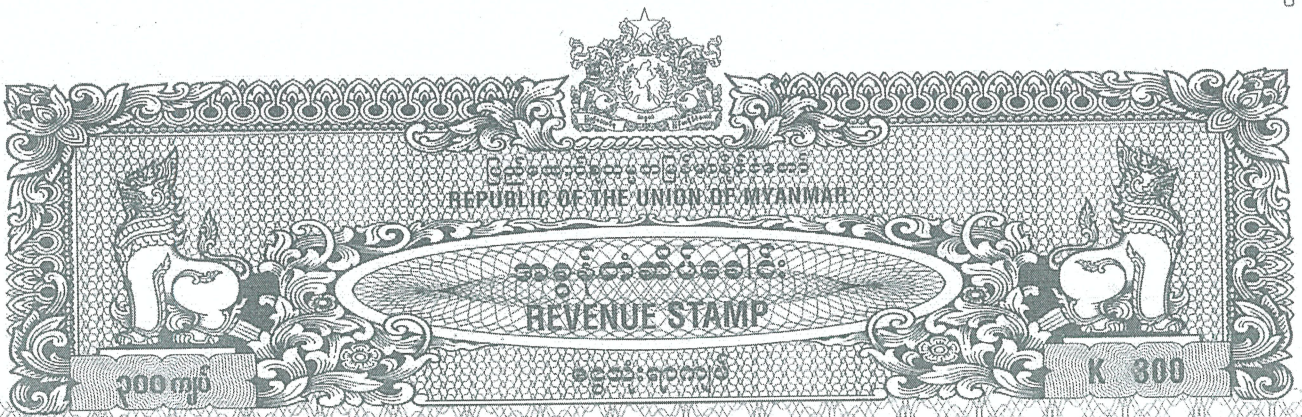 ပြည်ထောင်စုသမ္မတမြန်မာနိုင်ငံတော်
REPUBLIC OF THE UNION OF MYANMAR
အခွန်တံဆိပ်ခေါင်း
REVENUE STAMP
ငွေသုံးရာကျပ်
၃၀၀ ကျပ်
K 300